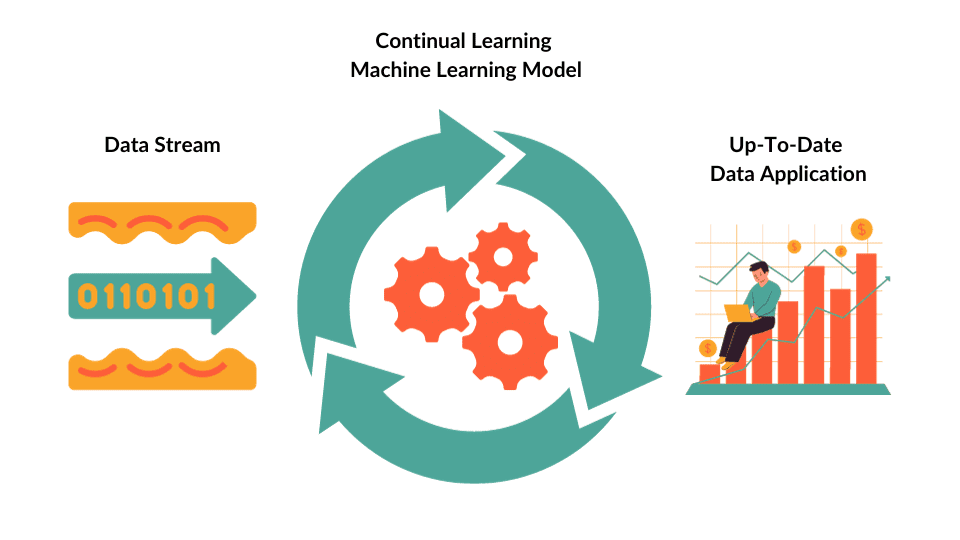 Continual Learning
Machine Learning Model
Data Stream
Up-To-Date
Data Application
0110101
$
$
$
$